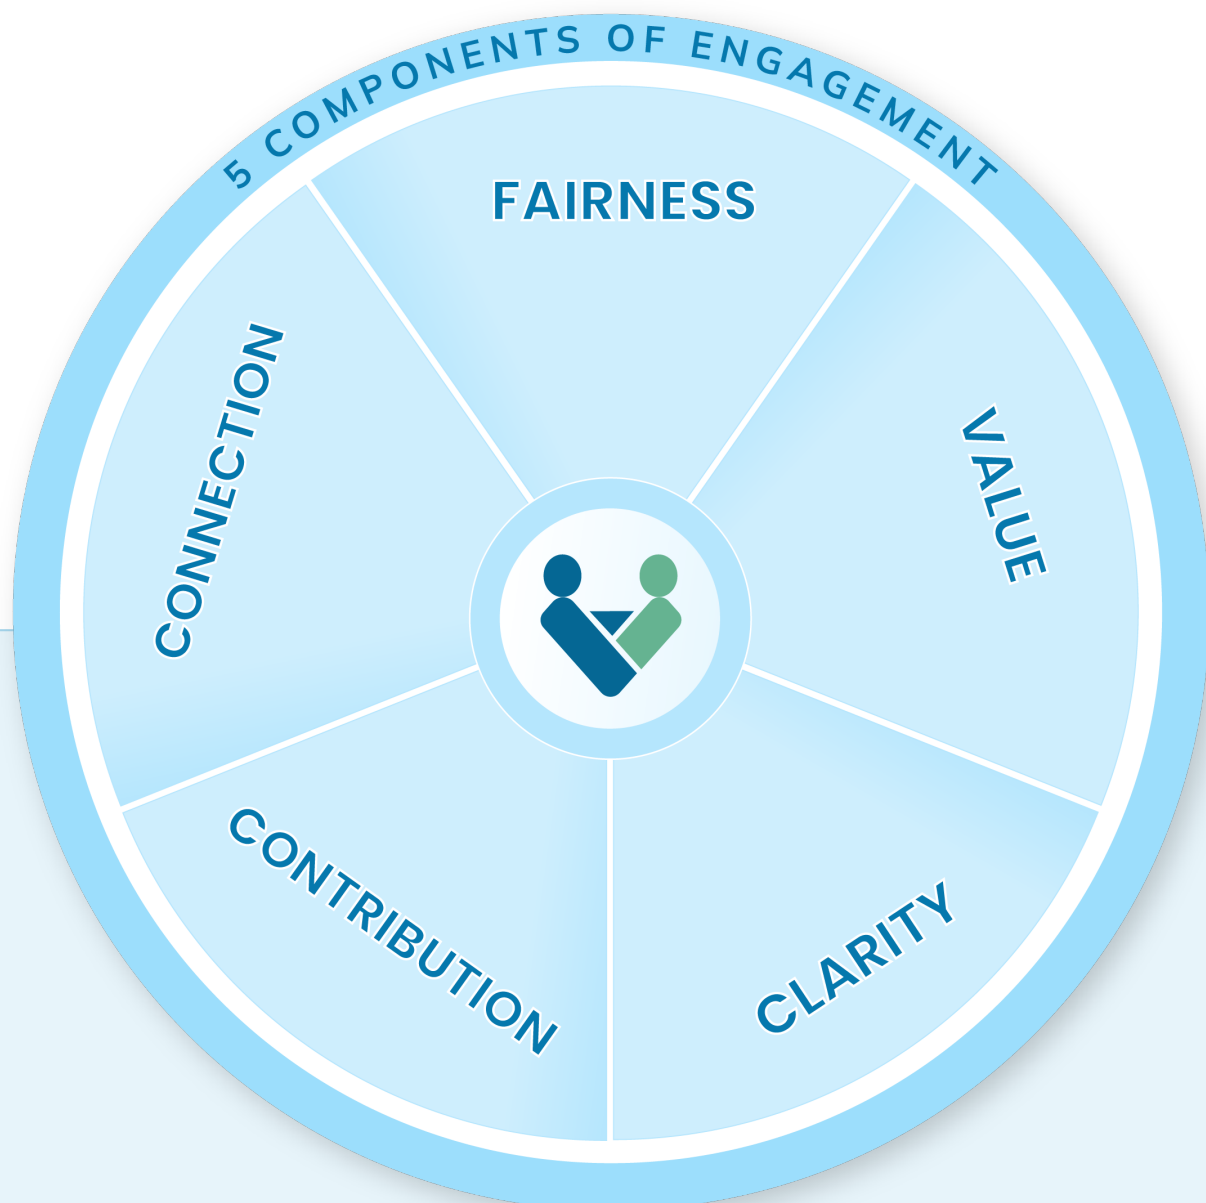 5 COMPONENTS OF ENGAGEMENT
FAIRNESS
VALUE
CLARITY
CONTRIBUTION
CONNECTION